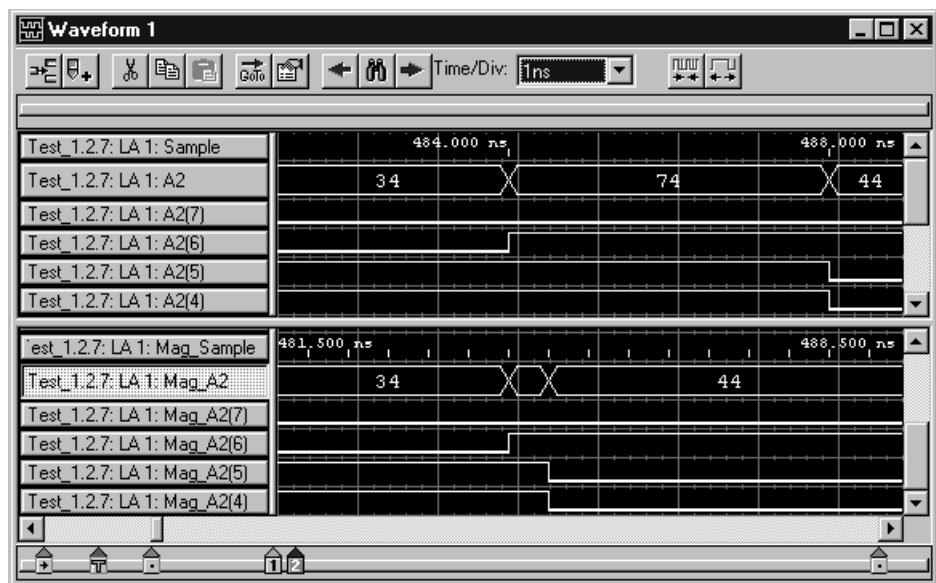 Waveform 1
GoTo Time/Div: 1ns
Test_1.2.7: LA 1: Sample 484.000 ns 488.000 ns
Test_1.2.7: LA 1: A2 34 74 44
Test_1.2.7: LA 1: A2(7)
Test_1.2.7: LA 1: A2(6)
Test_1.2.7: LA 1: A2(5)
Test_1.2.7: LA 1: A2(4)
est_1.2.7: LA 1: Mag_Sample 481.500 ns 488.500 ns
Test_1.2.7: LA 1: Mag_A2 34 44
Test_1.2.7: LA 1: Mag_A2(7)
Test_1.2.7: LA 1: Mag_A2(6)
Test_1.2.7: LA 1: Mag_A2(5)
Test_1.2.7: LA 1: Mag_A2(4)
T 1 2